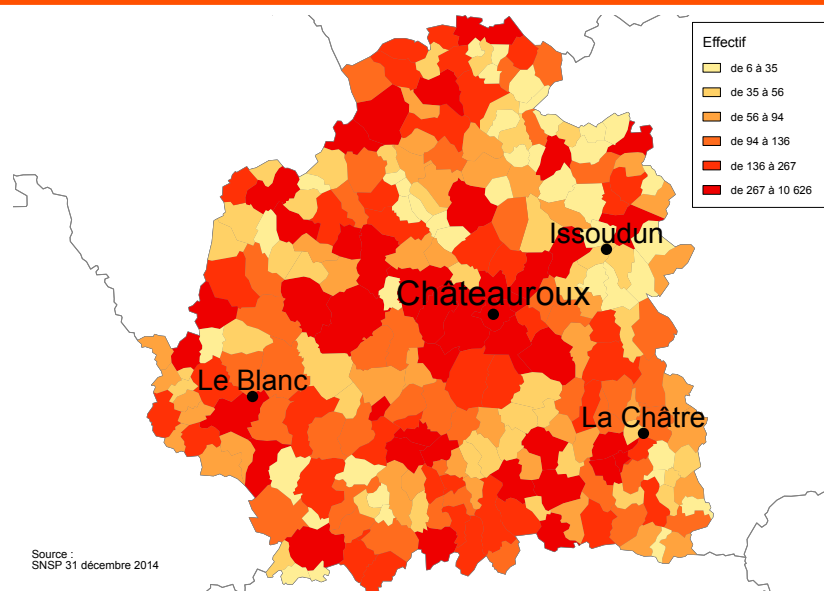 Effectif
de 6 à 35
de 35 à 56
de 56 à 94
de 94 à 136
de 136 à 267
de 267 à 10 626
Issoudun
Châteauroux
Le Blanc
La Châtre
Source :
SNSP 31 décembre 2014